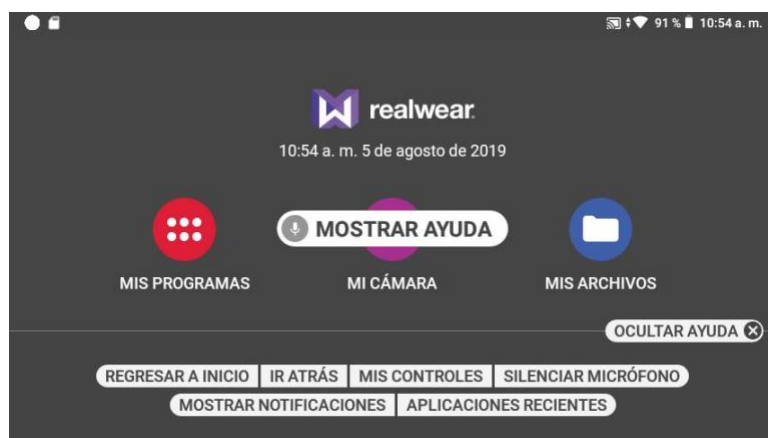 91 % 10:54 a. m.
realwear
10:54 a. m. 5 de agosto de 2019
MOSTRAR AYUDA
MIS PROGRAMAS MI CÁMARA MIS ARCHIVOS
OCULTAR AYUDA
REGRESAR A INICIO IR ATRÁS MIS CONTROLES SILENCIAR MICRÓFONO
MOSTRAR NOTIFICACIONES APLICACIONES RECIENTES